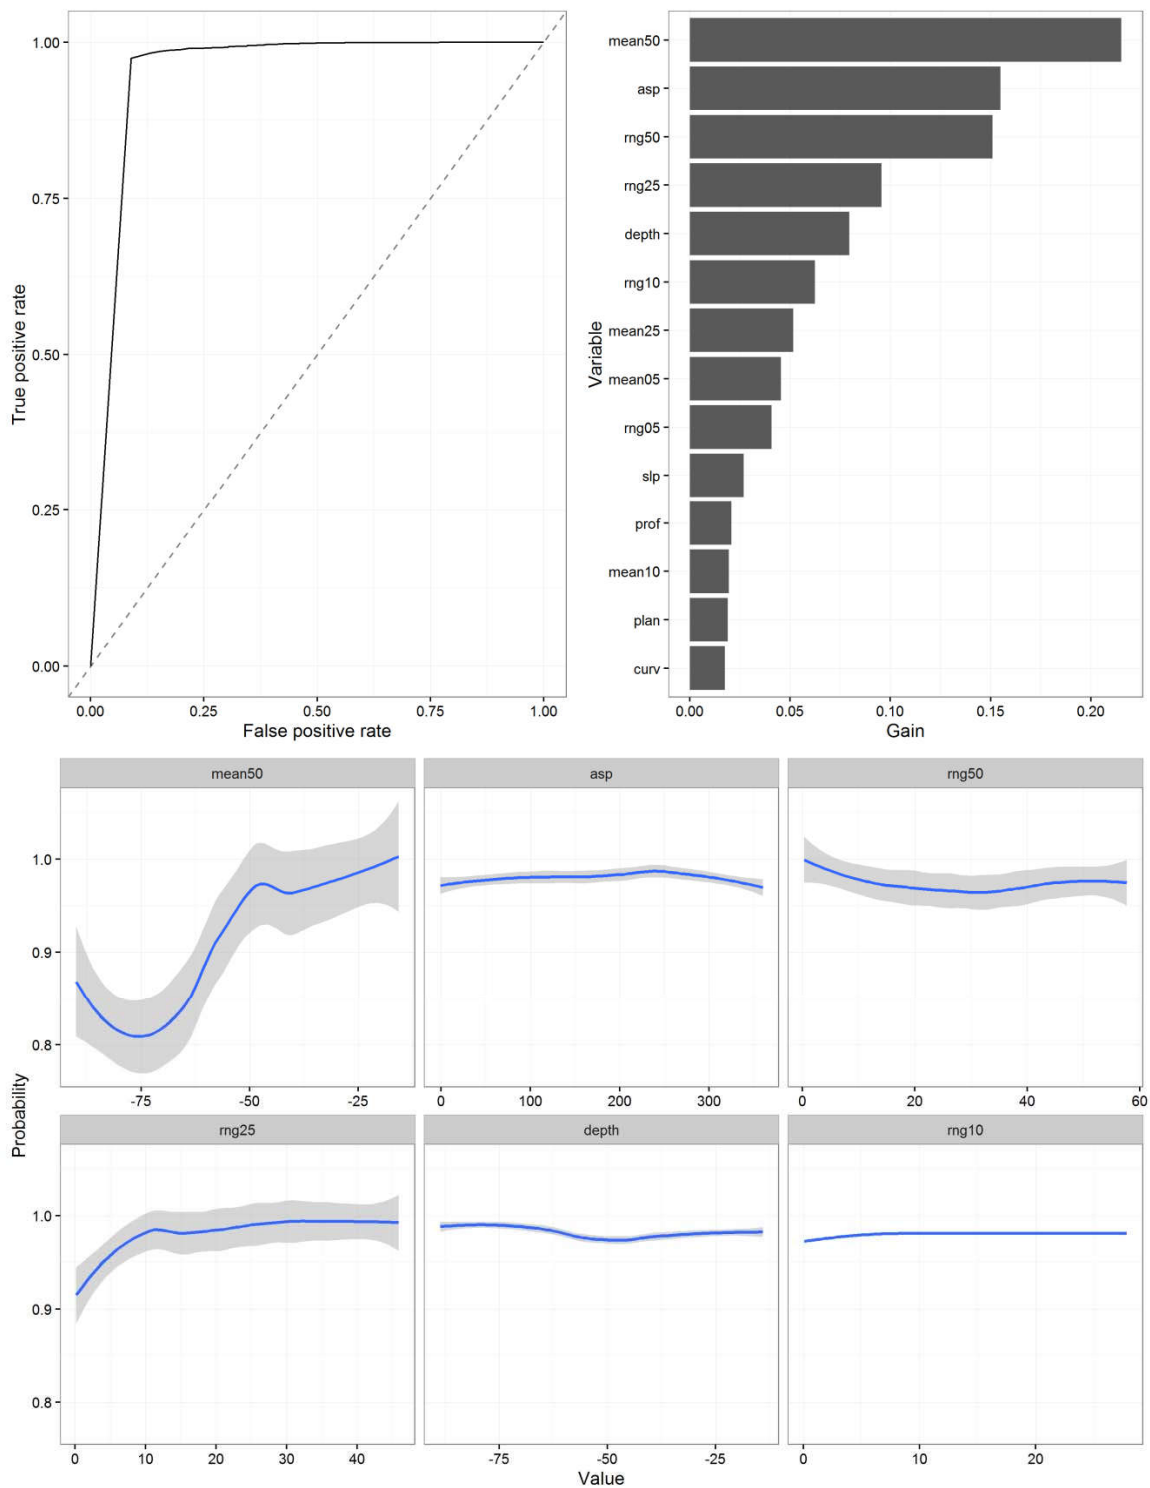 1.00
0.75
0.50
0.25
0.00
True positive rate
0.00 0.25 0.50 0.75 1.00
False positive rate
mean50
asp
rng50
rng25
depth
rng10
mean25
mean05
rng05
slp
prof
mean10
plan
curv
Variable
0.00 0.05 0.10 0.15 0.20
Gain
mean50 asp rng50
1.0
0.9
0.8
-75 -50 -25
0 100 200 300
0 20 40 60
rng25 depth rng10
1.0
0.9
0.8
0 10 20 30 40
-75 -50 -25
0 10 20
Probability
Value